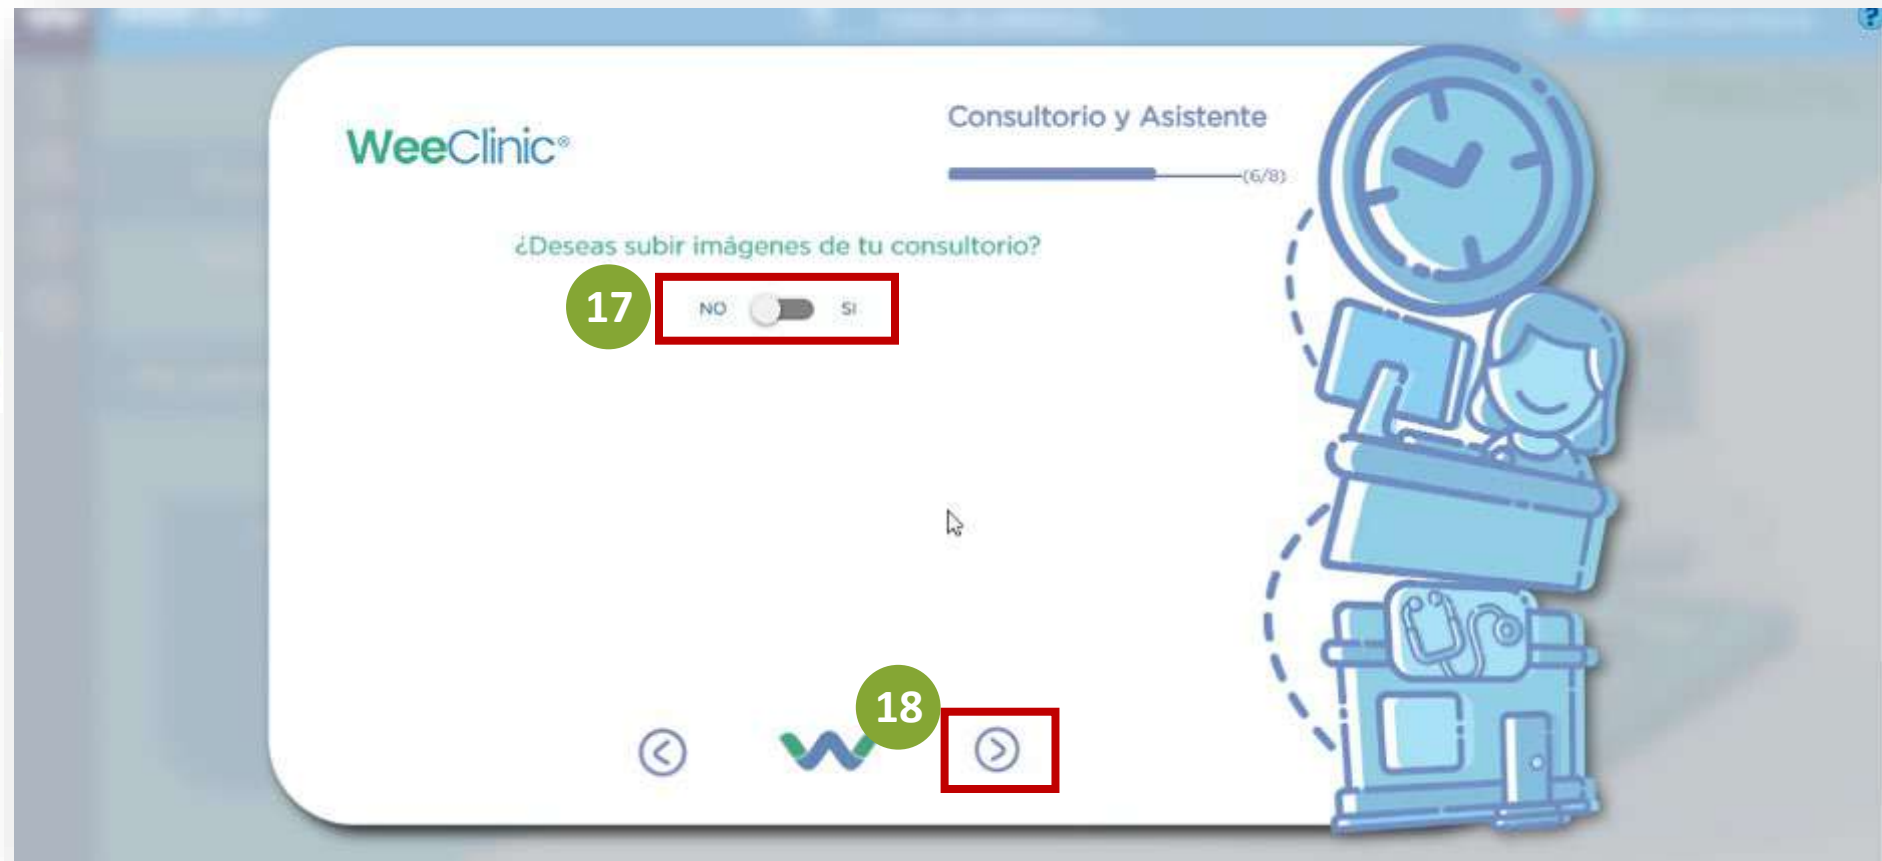 WeeClinic®
Consultorio y Asistente
(6/8)
¿Deseas subir imágenes de tu consultorio?
17
NO SI
18
?